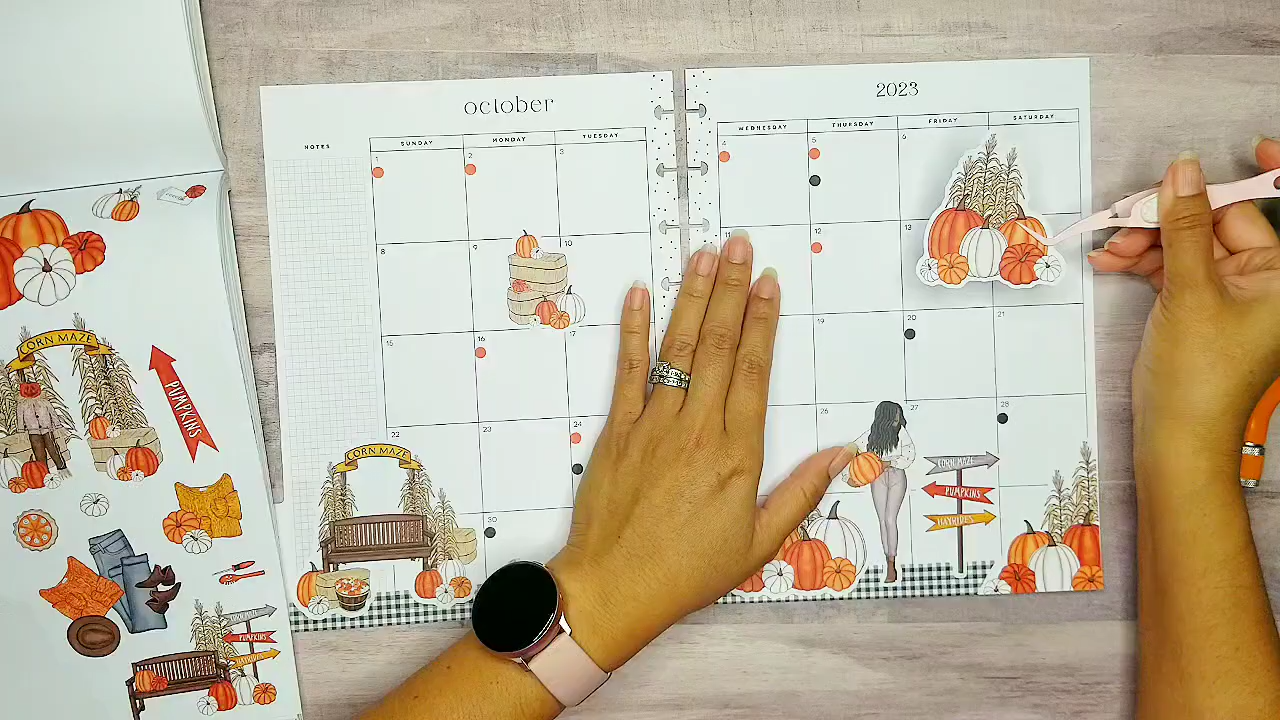 october
2023
NOTES
SUNDAY
MONDAY
TUESDAY
WEDNESDAY
THURSDAY
FRIDAY
SATURDAY
1
2
3
4
5
6
8
9
10
11
12
13
15
16
17
19
20
21
22
23
24
26
27
28
30
CORN MAZE
CORN MAZE
PUMPKINS
HAYRIDES
CORN MAZE
PUMPKINS
PUMPKINS
HAYRIDES